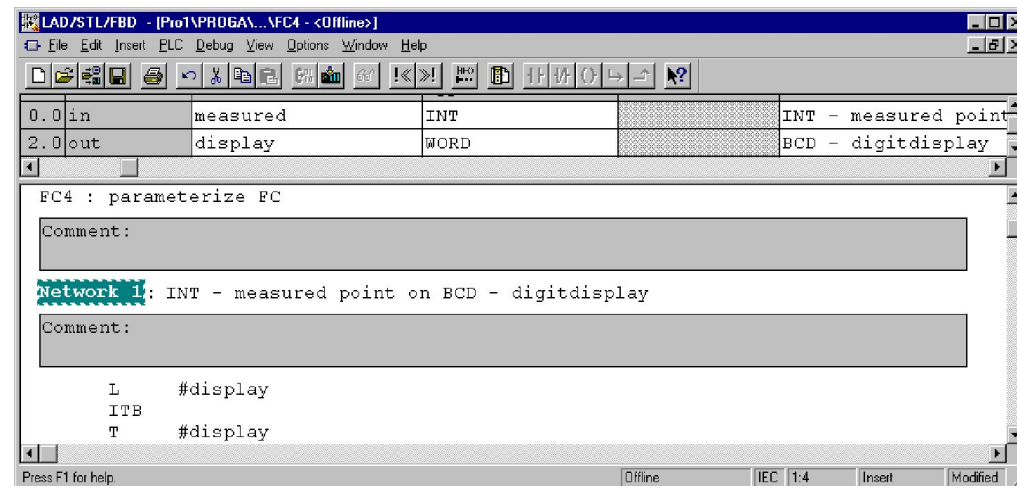 LAD/STL/FBD - [Pro1\PROGA\...\FC4 - <Offline>]
File Edit Insert PLC Debug View Options Window Help
0.0 in measured INT INT - measured point
2.0 out display WORD BCD - digitdisplay
FC4 : parameterize FC
Comment:
Network 1: INT - measured point on BCD - digitdisplay
Comment:
L #display
ITB
T #display
Press F1 for help. Offline IEC 1:4 Insert Modified